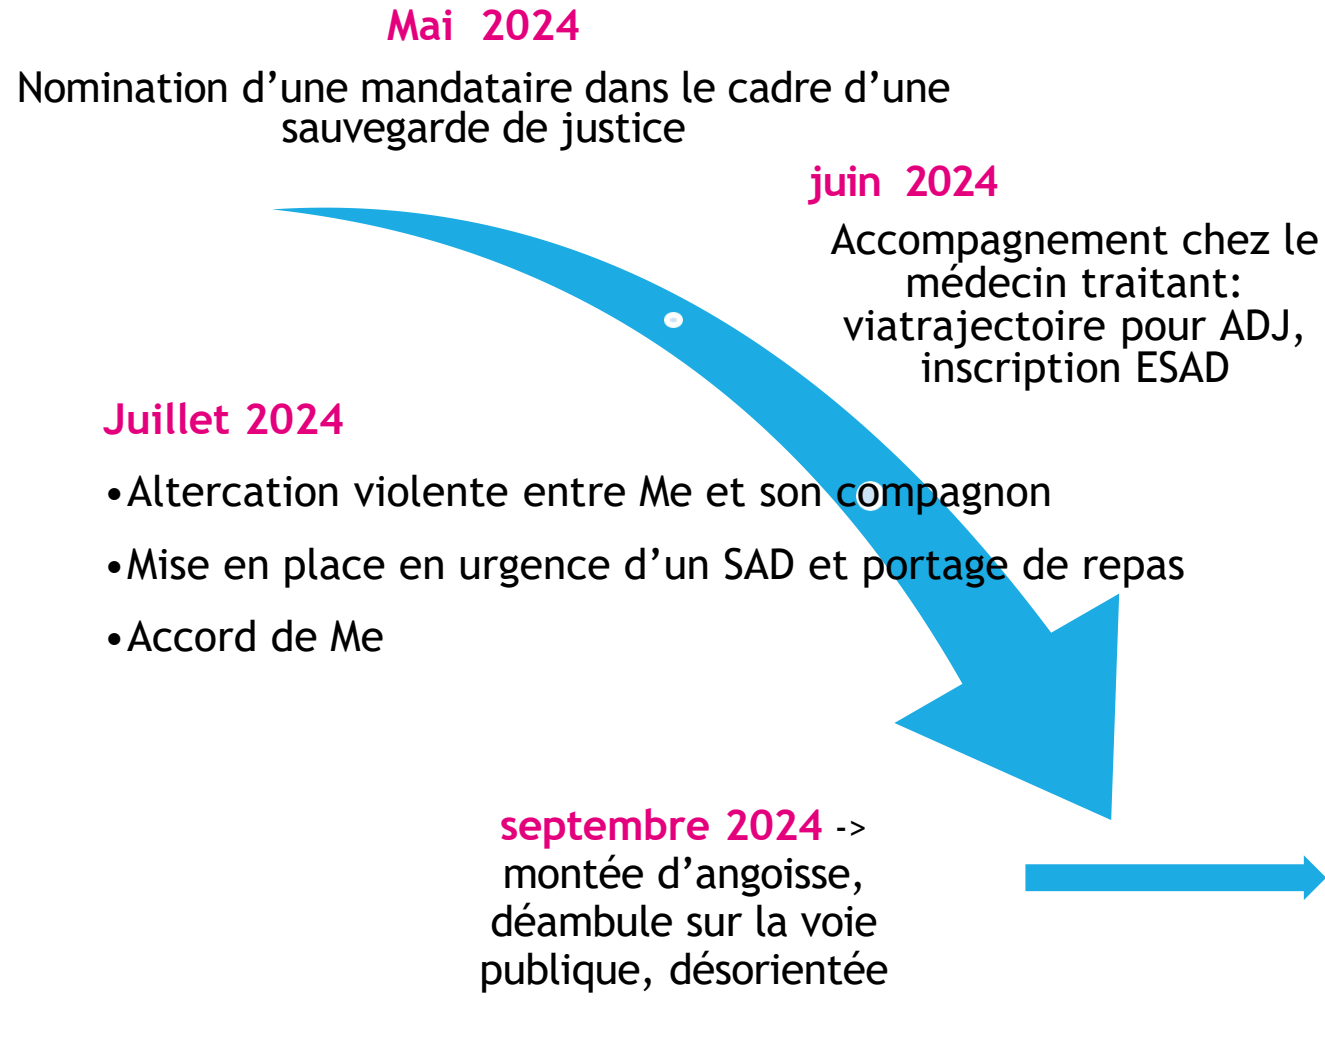 Mai 2024
Nomination d’une mandataire dans le cadre d’une
sauvegarde de justice
juin 2024
Accompagnement chez le
médecin traitant:
viatrajectoire pour ADJ,
inscription ESAD
Juillet 2024
•Altercation violente entre Me et son compagnon
•Mise en place en urgence d’un SAD et portage de repas
•Accord de Me
septembre 2024 ->
montée d’angoisse,
déambule sur la voie
publique, désorientée